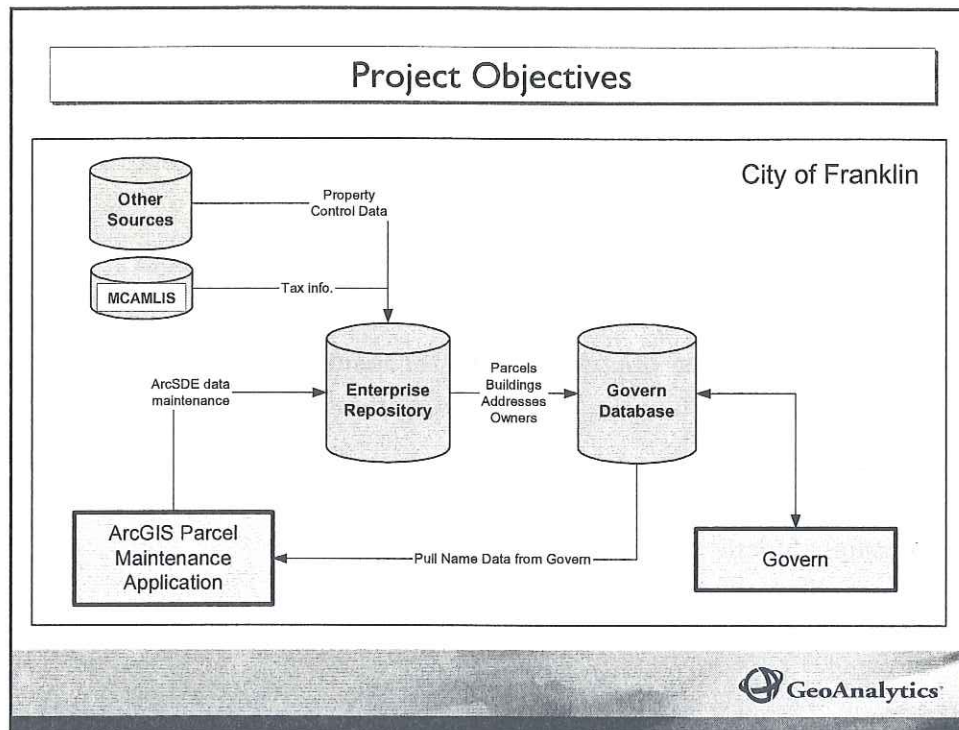 Project Objectives
City of Franklin
Other
Sources
Property
Control Data
MCAMLIS
Tax info.
ArcSDE data
maintenance
Enterprise
Repository
Parcels
Buildings
Addresses
Owners
Govern
Database
ArcGIS Parcel
Maintenance
Application
Pull Name Data from Govern
Govern
GeoAnalytics